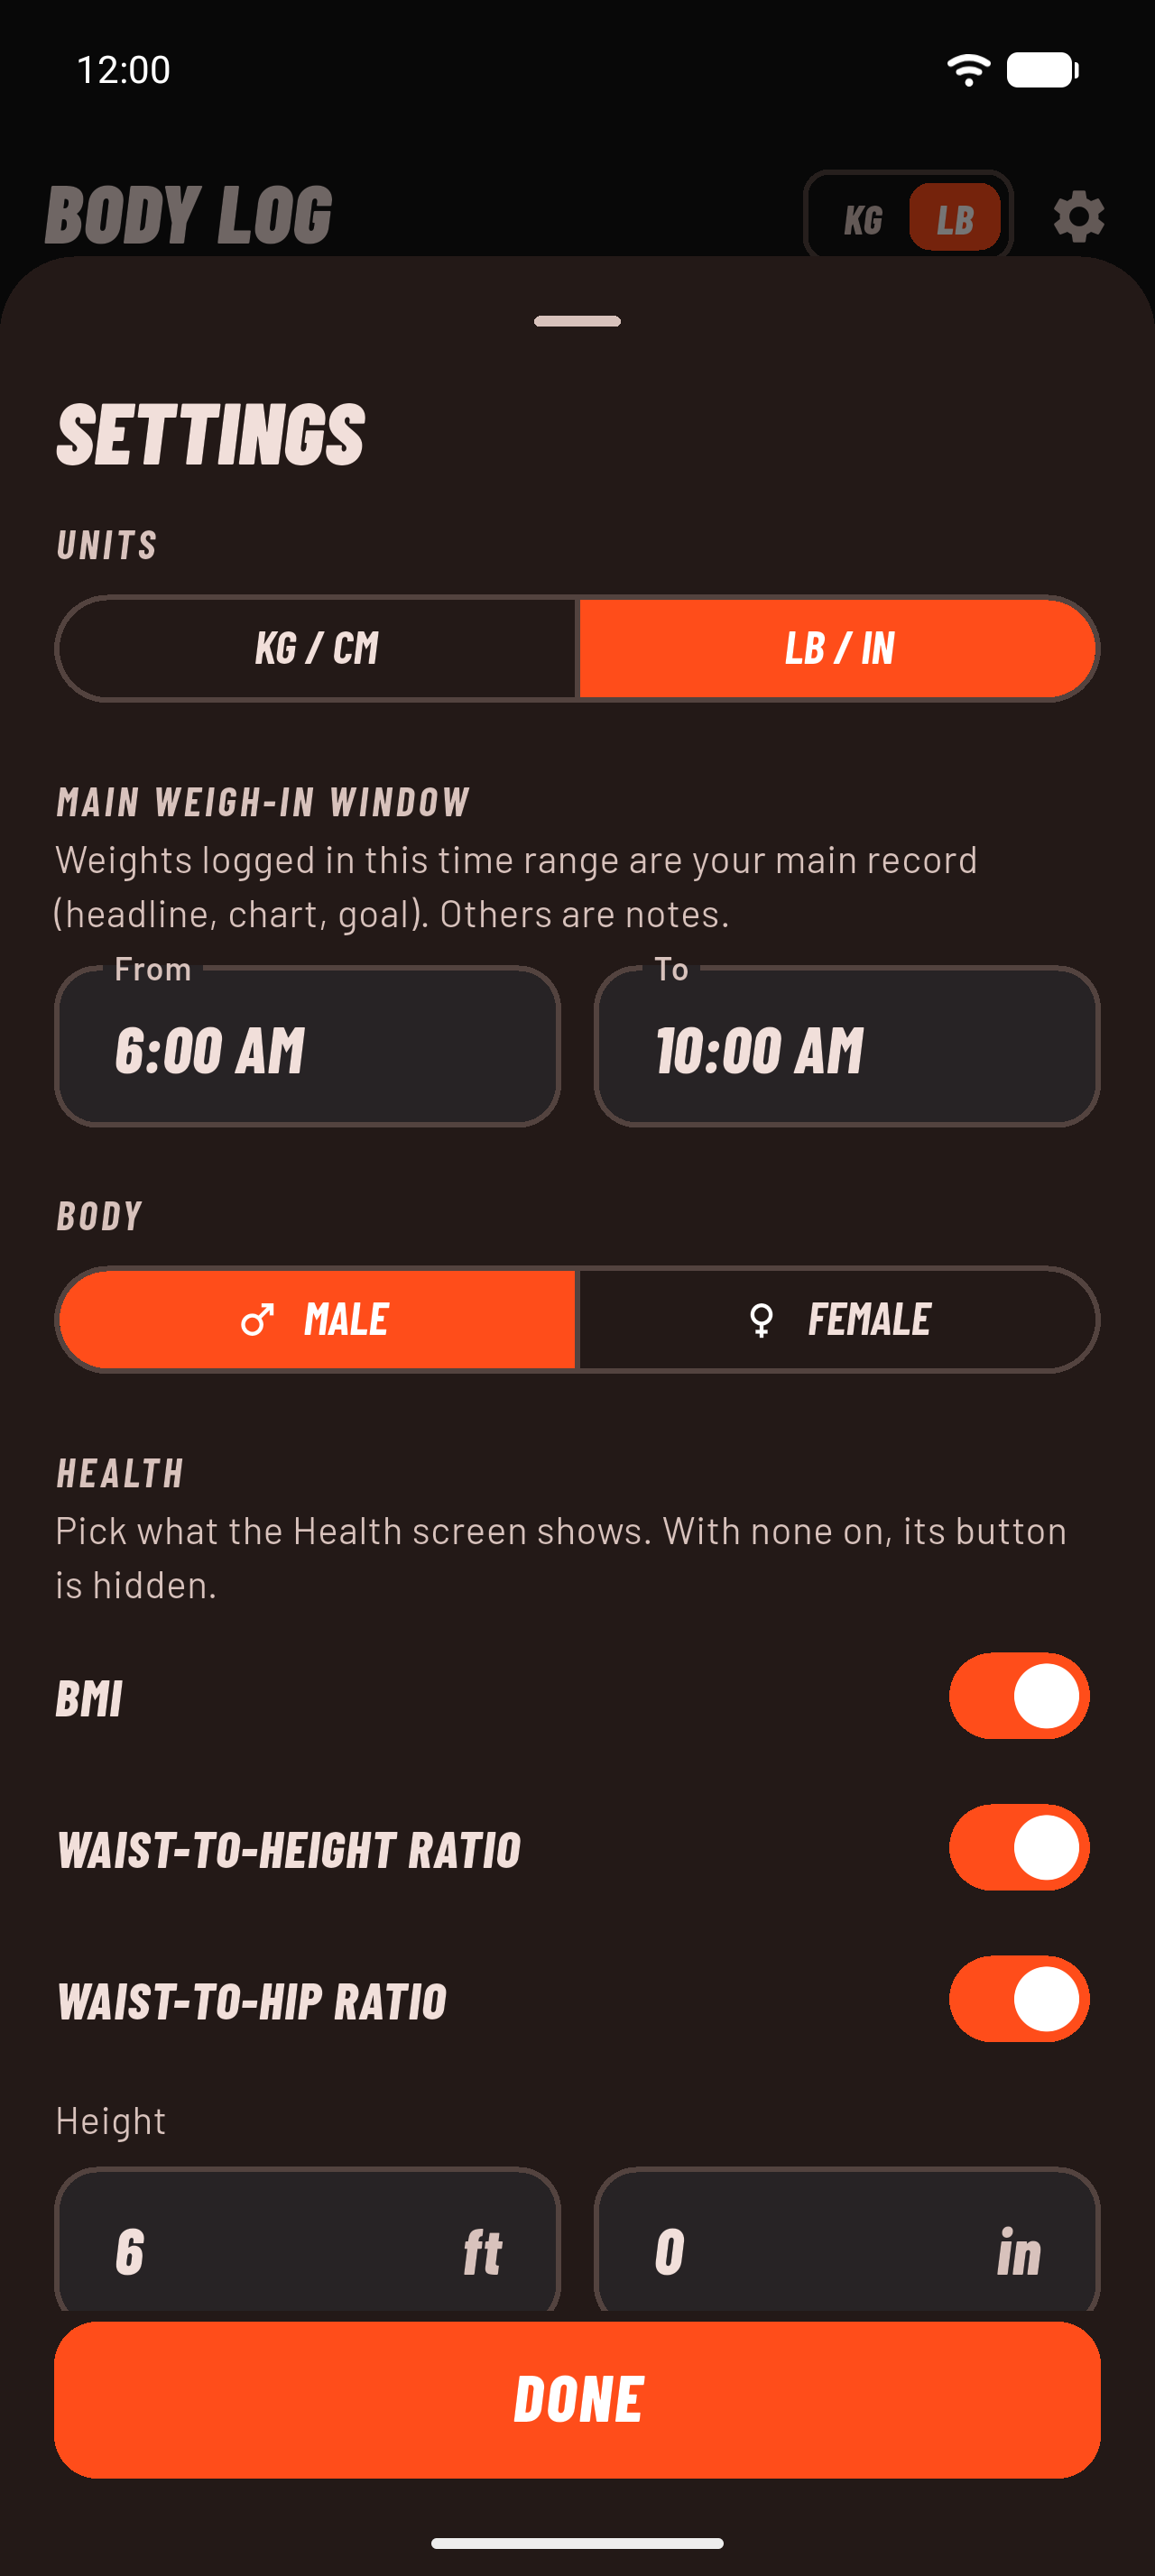 12:00
BODY LOG
KG LB
SETTINGS
UNITS
KG / CM
LB / IN
MAIN WEIGH-IN WINDOW
Weights logged in this time range are your main record
(headline, chart, goal). Others are notes.
From
6:00 AM
To
10:00 AM
BODY
MALE
FEMALE
HEALTH
Pick what the Health screen shows. With none on, its button
is hidden.
BMI
WAIST-TO-HEIGHT RATIO
WAIST-TO-HIP RATIO
Height
6 ft
0 in
DONE